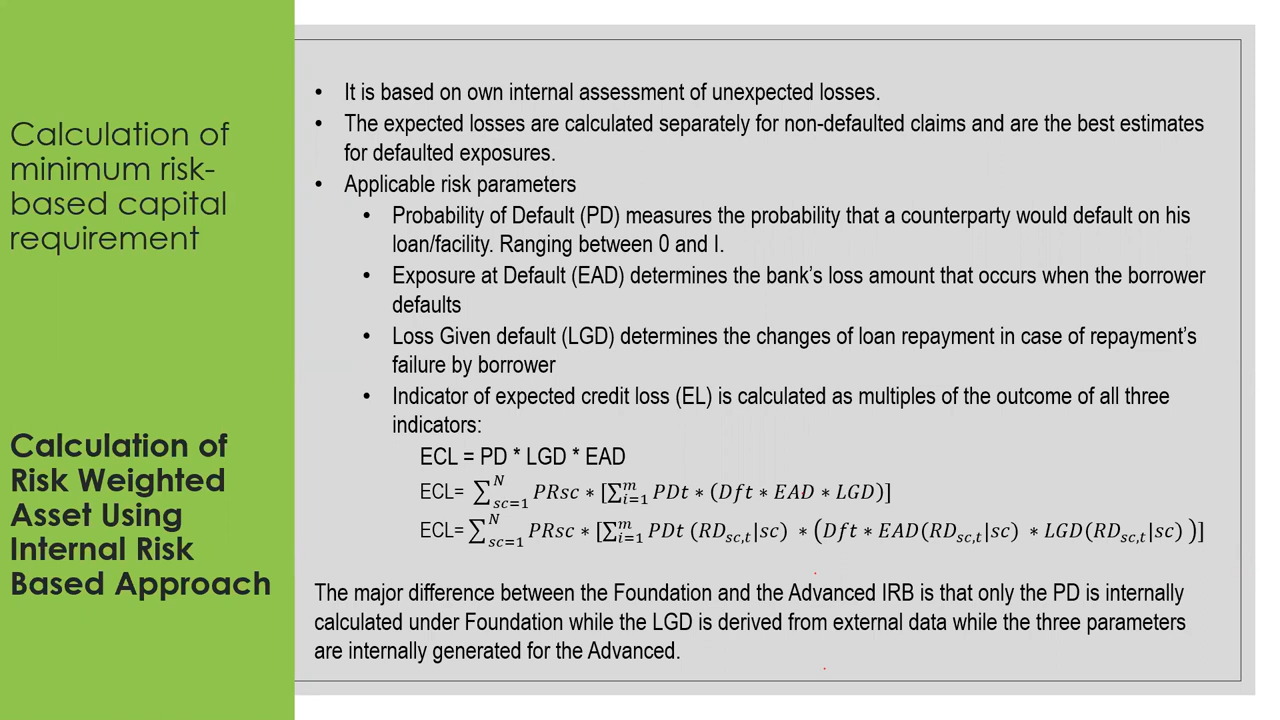 Calculation of
minimum risk-
based capital
requirement
Calculation of
Risk Weighted
Asset Using
Internal Risk
Based Approach
• It is based on own internal assessment of unexpected losses.
• The expected losses are calculated separately for non-defaulted claims and are the best estimates
for defaulted exposures.
• Applicable risk parameters
• Probability of Default (PD) measures the probability that a counterparty would default on his
loan/facility. Ranging between 0 and I.
• Exposure at Default (EAD) determines the bank's loss amount that occurs when the borrower
defaults
• Loss Given default (LGD) determines the changes of loan repayment in case of repayment's
failure by borrower
• Indicator of expected credit loss (EL) is calculated as multiples of the outcome of all three
indicators:
ECL = PD * LGD * EAD
ECL= ∑_{sc=1}^{N} PRsc ∗ [∑_{i=1}^{m} PDt ∗ (Dft ∗ EAD ∗ LGD)]
ECL= ∑_{sc=1}^{N} PRsc ∗ [∑_{i=1}^{m} PDt (RD_{sc,t}|sc) ∗ (Dft ∗ EAD(RD_{sc,t}|sc) ∗ LGD(RD_{sc,t}|sc) )]
The major difference between the Foundation and the Advanced IRB is that only the PD is internally
calculated under Foundation while the LGD is derived from external data while the three parameters
are internally generated for the Advanced.